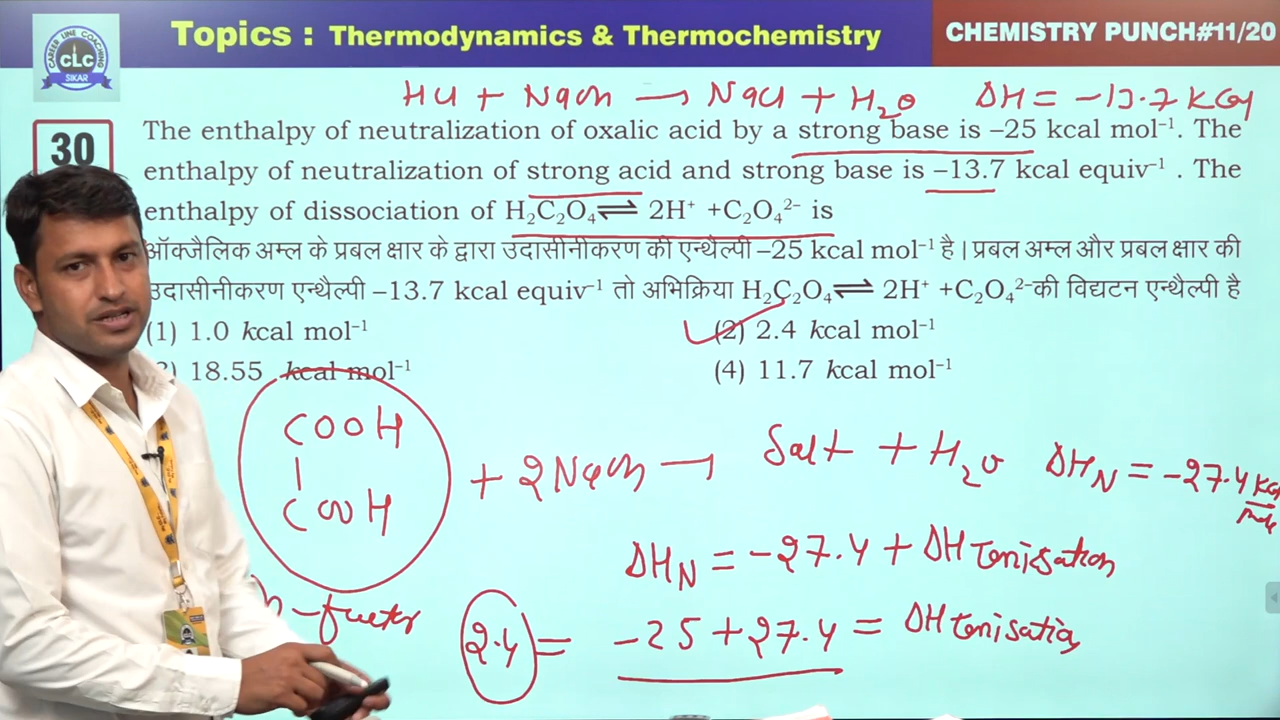 CAREER LINE COACHING
CLC
SIKAR
Topics : Thermodynamics & Thermochemistry
CHEMISTRY PUNCH#11/20
HCl + NaOH → NaCl + H₂O ΔH = -13.7 KCal
30
The enthalpy of neutralization of oxalic acid by a strong base is –25 kcal mol⁻¹. The
enthalpy of neutralization of strong acid and strong base is –13.7 kcal equiv⁻¹ . The
enthalpy of dissociation of H₂C₂O₄⇌ 2H⁺ +C₂O₄²⁻ is
ऑक्जैलिक अम्ल के प्रबल क्षार के द्वारा उदासीनीकरण की एन्थैल्पी –25 kcal mol⁻¹ है। प्रबल अम्ल और प्रबल क्षार की
उदासीनीकरण एन्थैल्पी –13.7 kcal equiv⁻¹ तो अभिक्रिया H₂C₂O₄⇌ 2H⁺ +C₂O₄²⁻की विद्यटन एन्थैल्पी है
(1) 1.0 kcal mol⁻¹ (2) 2.4 kcal mol⁻¹
18.55 kcal mol⁻¹ (4) 11.7 kcal mol⁻¹
COOH
|
COOH
+ 2NaOH → Salt + H₂O ΔH_N = -27.4 KCal/mole
ΔH_N = -27.4 + ΔH Ionisation
n-factor
2.4 = -25 + 27.4 = ΔH Ionisation